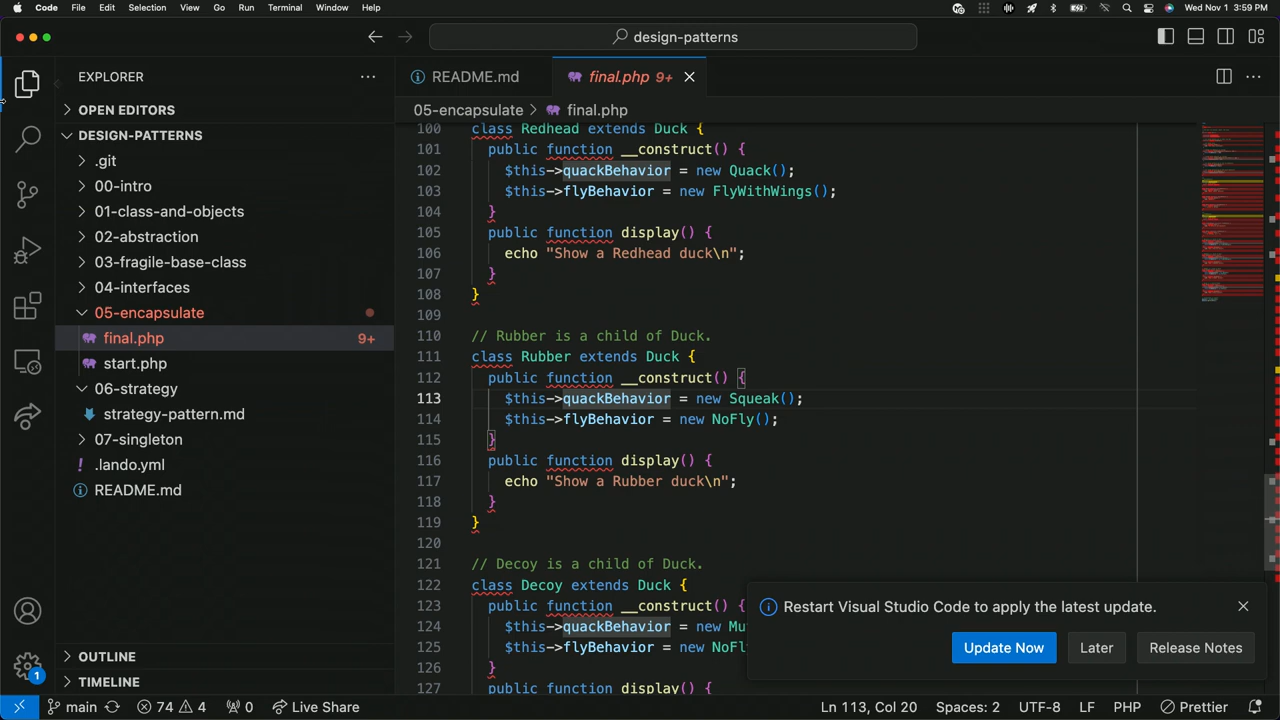 Code File Edit Selection View Go Run Terminal Window Help Wed Nov 1 3:59 PM
design-patterns
EXPLORER
OPEN EDITORS
DESIGN-PATTERNS
.git
00-intro
01-class-and-objects
02-abstraction
03-fragile-base-class
04-interfaces
05-encapsulate
final.php 9+
start.php
06-strategy
strategy-pattern.md
07-singleton
.lando.yml
README.md
OUTLINE
TIMELINE
1
README.md final.php 9+
05-encapsulate > final.php
100 class Redhead extends Duck {
101 public function __construct() {
102 $this->quackBehavior = new Quack();
103 $this->flyBehavior = new FlyWithWings();
104 }
105 public function display() {
106 echo "Show a Redhead duck\n";
107 }
108 }
109
110 // Rubber is a child of Duck.
111 class Rubber extends Duck {
112 public function __construct() {
113 $this->quackBehavior = new Squeak();
114 $this->flyBehavior = new NoFly();
115 }
116 public function display() {
117 echo "Show a Rubber duck\n";
118 }
119 }
120
121 // Decoy is a child of Duck.
122 class Decoy extends Duck {
123 public function __construct() {
124 $this->quackBehavior = new
125 $this->flyBehavior = new NoFl
126 }
127 public function display() {
Restart Visual Studio Code to apply the latest update.
Update Now Later Release Notes
main 74 4 0 Live Share Ln 113, Col 20 Spaces: 2 UTF-8 LF PHP Prettier